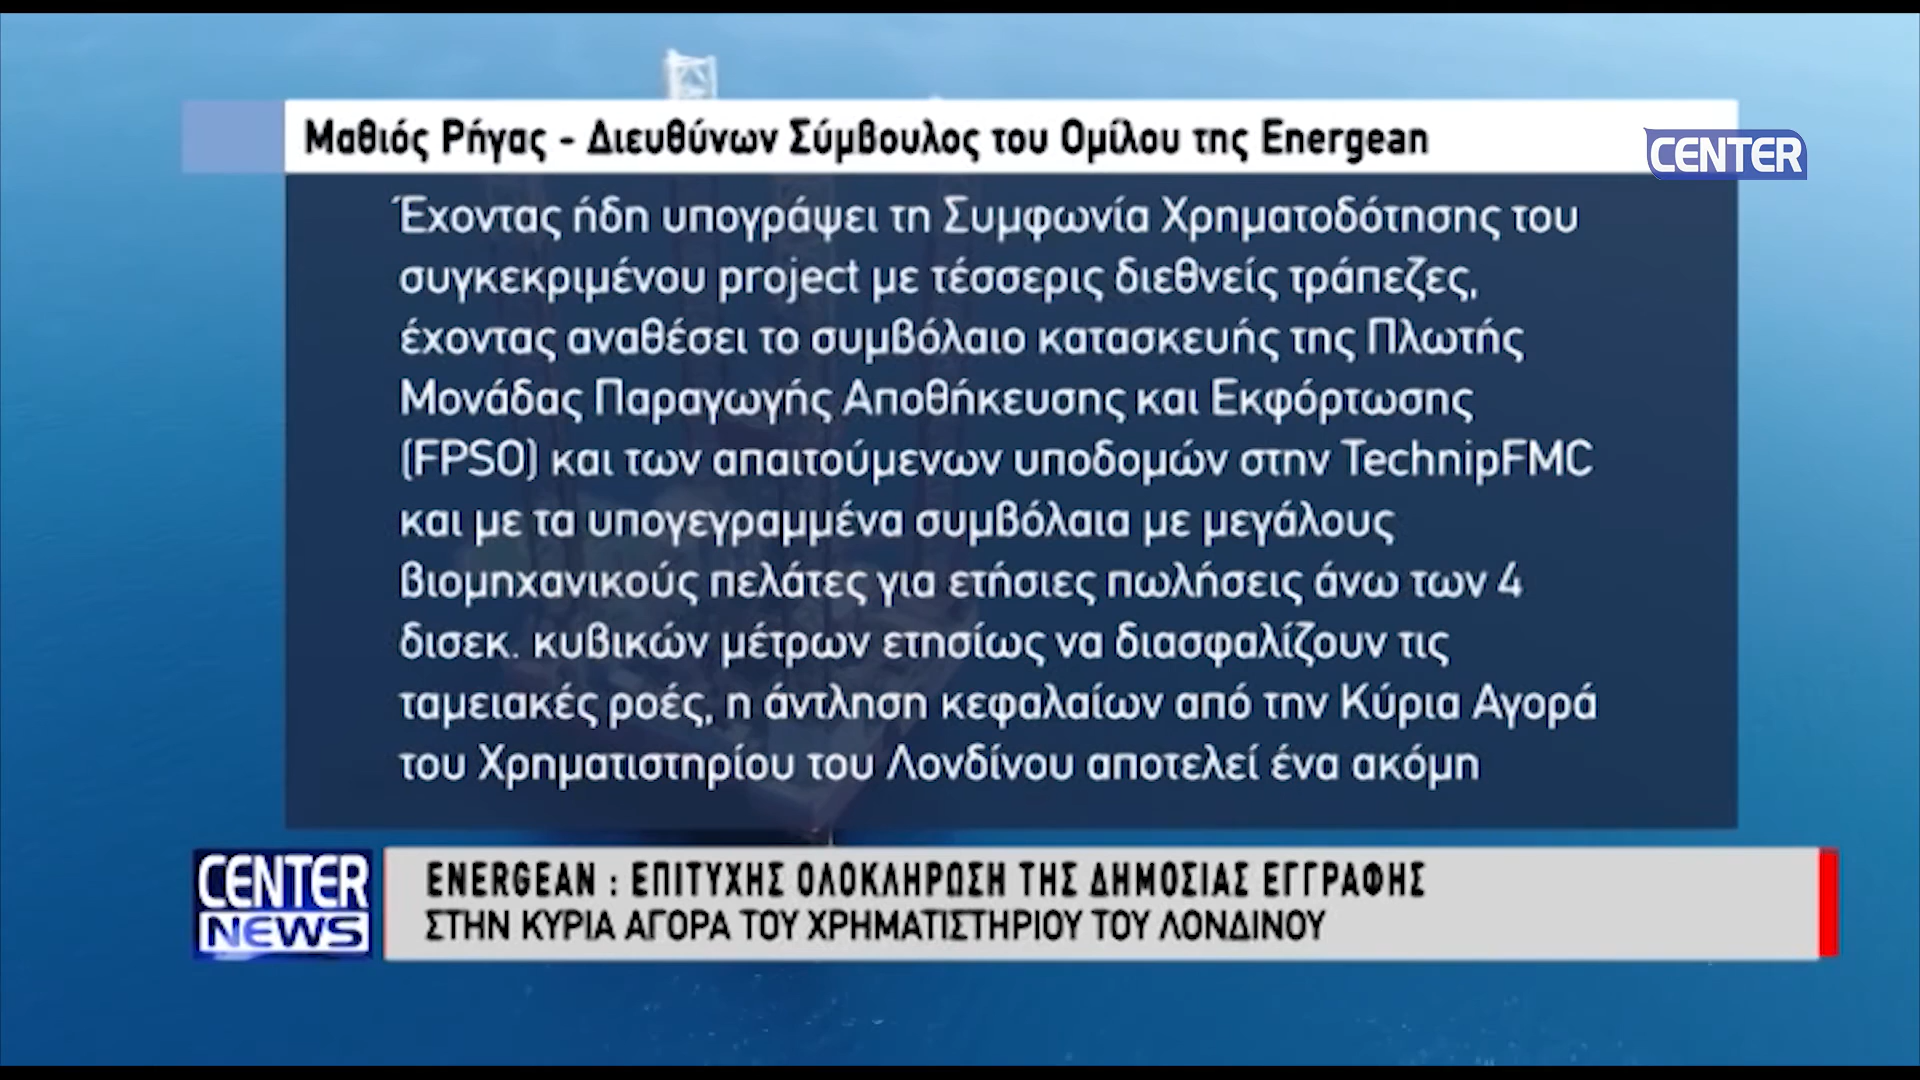 Μαθιός Ρήγας - Διευθύνων Σύμβουλος του Ομίλου της Energean
CENTER
Έχοντας ήδη υπογράψει τη Συμφωνία Χρηματοδότησης του
συγκεκριμένου project με τέσσερις διεθνείς τράπεζες,
έχοντας αναθέσει το συμβόλαιο κατασκευής της Πλωτής
Μονάδας Παραγωγής Αποθήκευσης και Εκφόρτωσης
(FPSO) και των απαιτούμενων υποδομών στην TechnipFMC
και με τα υπογεγραμμένα συμβόλαια με μεγάλους
βιομηχανικούς πελάτες για ετήσιες πωλήσεις άνω των 4
δισεκ. κυβικών μέτρων ετησίως να διασφαλίζουν τις
ταμειακές ροές, η άντληση κεφαλαίων από την Κύρια Αγορά
του Χρηματιστηρίου του Λονδίνου αποτελεί ένα ακόμη
CENTER
NEWS
ENERGEAN : ΕΠΙΤΥΧΗΣ ΟΛΟΚΛΗΡΩΣΗ ΤΗΣ ΔΗΜΟΣΙΑΣ ΕΓΓΡΑΦΗΣ
ΣΤΗΝ ΚΥΡΙΑ ΑΓΟΡΑ ΤΟΥ ΧΡΗΜΑΤΙΣΤΗΡΙΟΥ ΤΟΥ ΛΟΝΔΙΝΟΥ